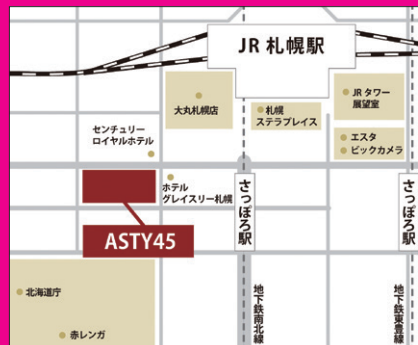 JR 札幌駅
大丸札幌店
札幌
ステラプレイス
JR タワー
展望室
エスタ
ビックカメラ
センチュリー
ロイヤルホテル
ホテル
グレイスリー札幌
さっぽろ駅
さっぽろ駅
ASTY45
北海道庁
赤レンガ
地下鉄南北線
地下鉄東豊線